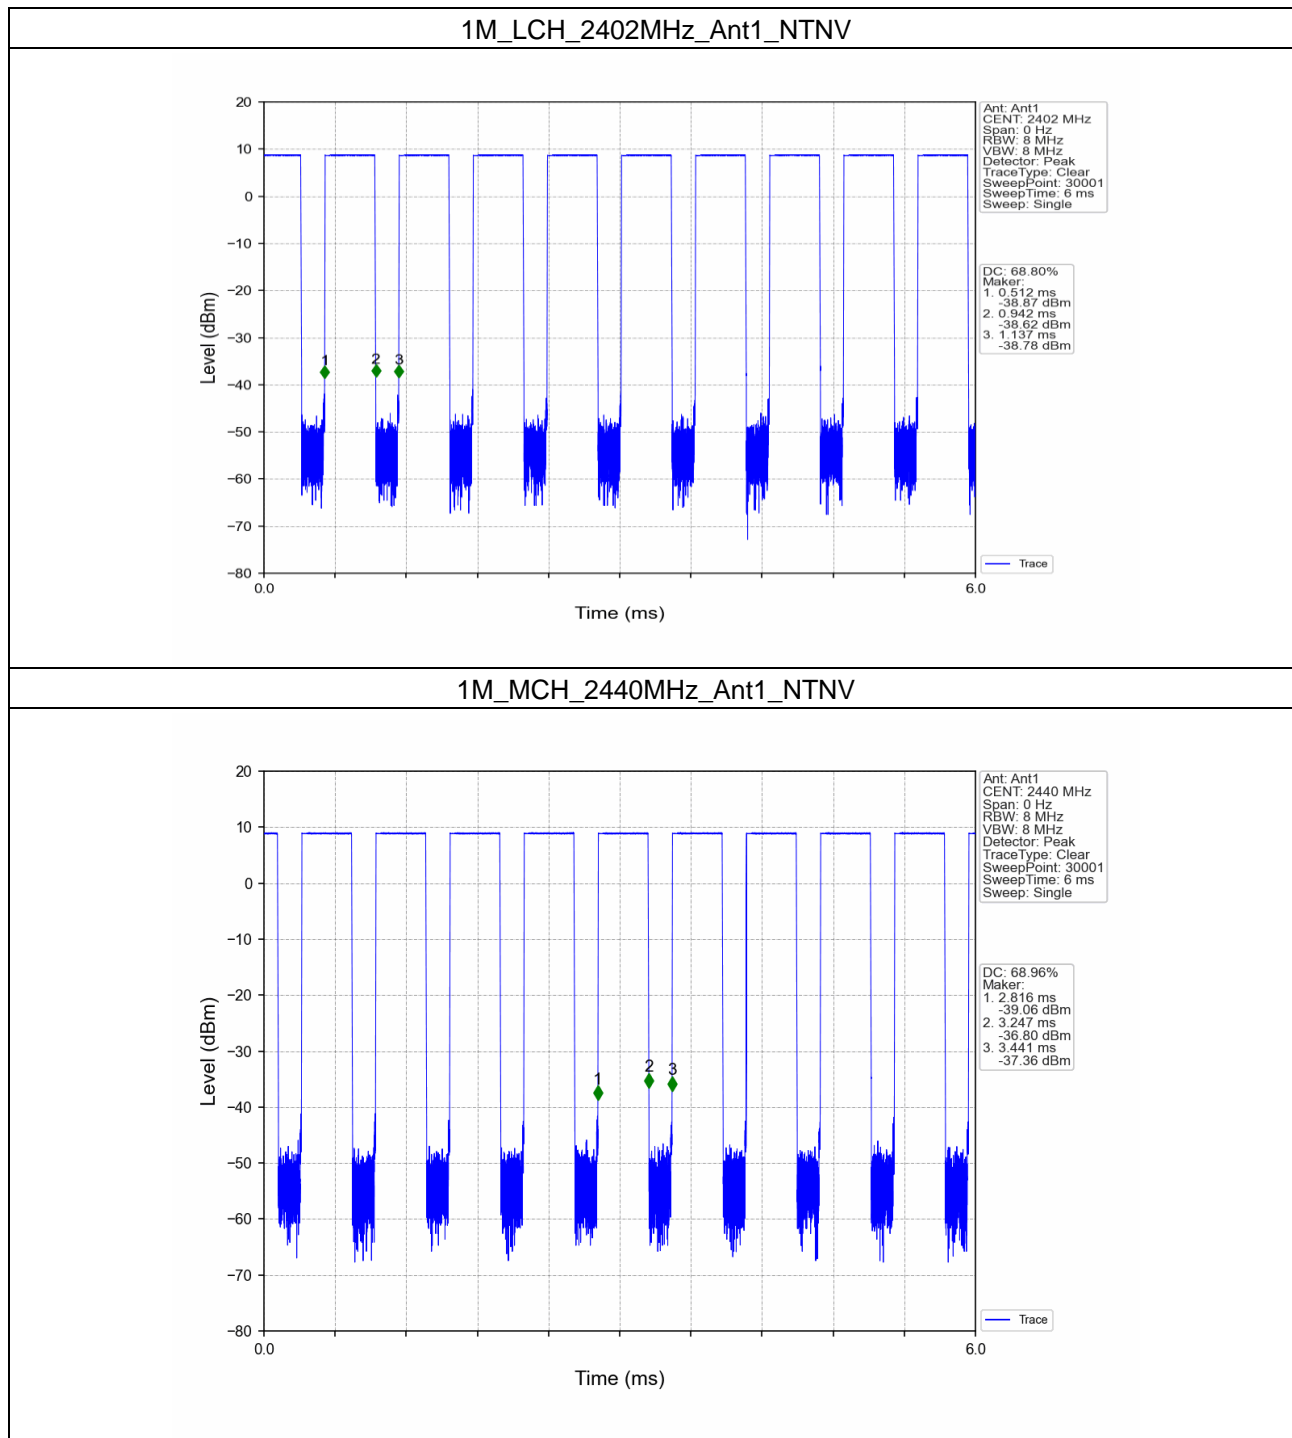 1M_LCH_2402MHz_Ant1_NTNV
20
10
0
−10
−20
−30
−40
−50
−60
−70
−80
Level (dBm)
1
2
3
0.0
6.0
Time (ms)
Ant: Ant1
CENT: 2402 MHz
Span: 0 Hz
RBW: 8 MHz
VBW: 8 MHz
Detector: Peak
TraceType: Clear
SweepPoint: 30001
SweepTime: 6 ms
Sweep: Single
DC: 68.80%
Maker:
1. 0.512 ms
-38.87 dBm
2. 0.942 ms
-38.62 dBm
3. 1.137 ms
-38.78 dBm
Trace
1M_MCH_2440MHz_Ant1_NTNV
20
10
0
−10
−20
−30
−40
−50
−60
−70
−80
Level (dBm)
1
2
3
0.0
6.0
Time (ms)
Ant: Ant1
CENT: 2440 MHz
Span: 0 Hz
RBW: 8 MHz
VBW: 8 MHz
Detector: Peak
TraceType: Clear
SweepPoint: 30001
SweepTime: 6 ms
Sweep: Single
DC: 68.96%
Maker:
1. 2.816 ms
-39.06 dBm
2. 3.247 ms
-36.80 dBm
3. 3.441 ms
-37.36 dBm
Trace